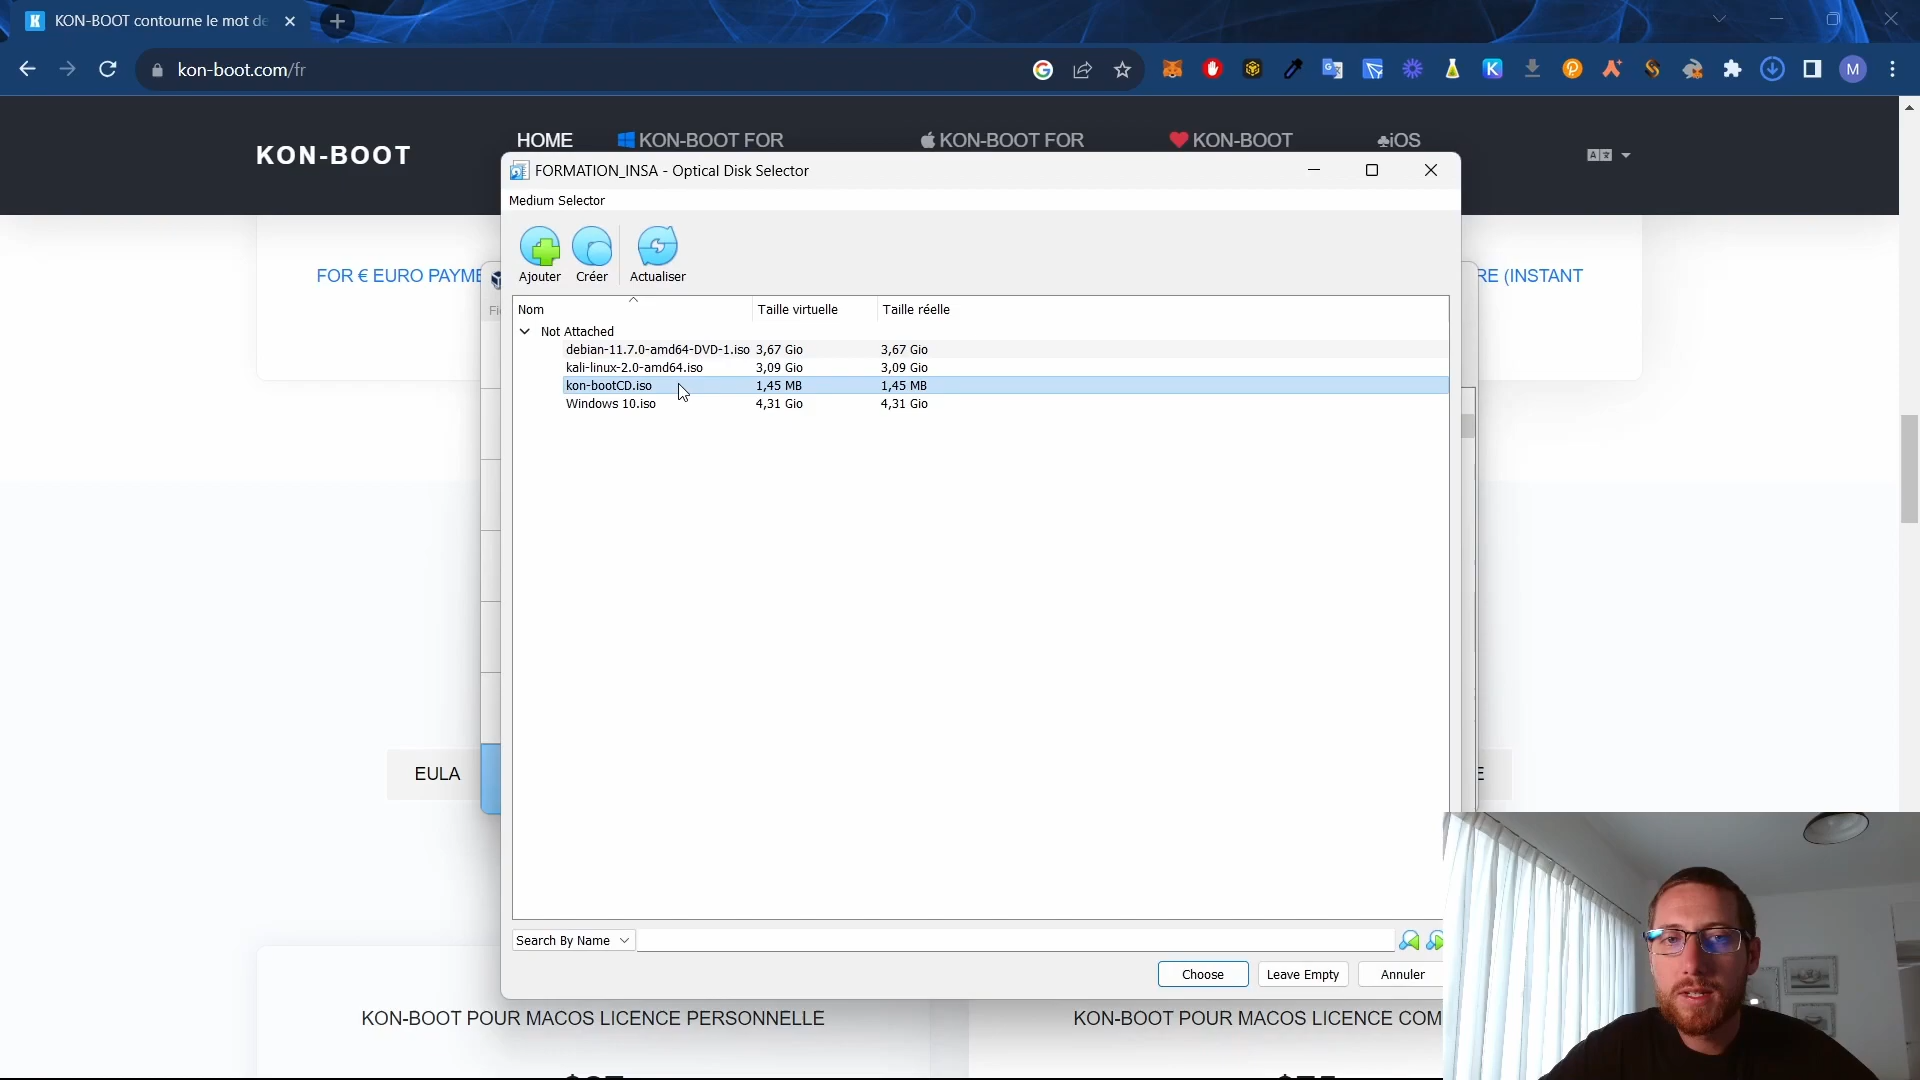 KON-BOOT contourne le mot de
kon-boot.com/fr
M
KON-BOOT
HOME
KON-BOOT FOR
KON-BOOT FOR
KON-BOOT
iOS
FORMATION_INSA - Optical Disk Selector
Medium Selector
Ajouter
Créer
Actualiser
FOR € EURO PAYME
RE (INSTANT
Fi
Nom
Taille virtuelle
Taille réelle
Not Attached
debian-11.7.0-amd64-DVD-1.iso 3,67 Gio 3,67 Gio
kali-linux-2.0-amd64.iso 3,09 Gio 3,09 Gio
kon-bootCD.iso 1,45 MB 1,45 MB
Windows 10.iso 4,31 Gio 4,31 Gio
EULA
E
Search By Name
Choose
Leave Empty
Annuler
KON-BOOT POUR MACOS LICENCE PERSONNELLE
KON-BOOT POUR MACOS LICENCE COM